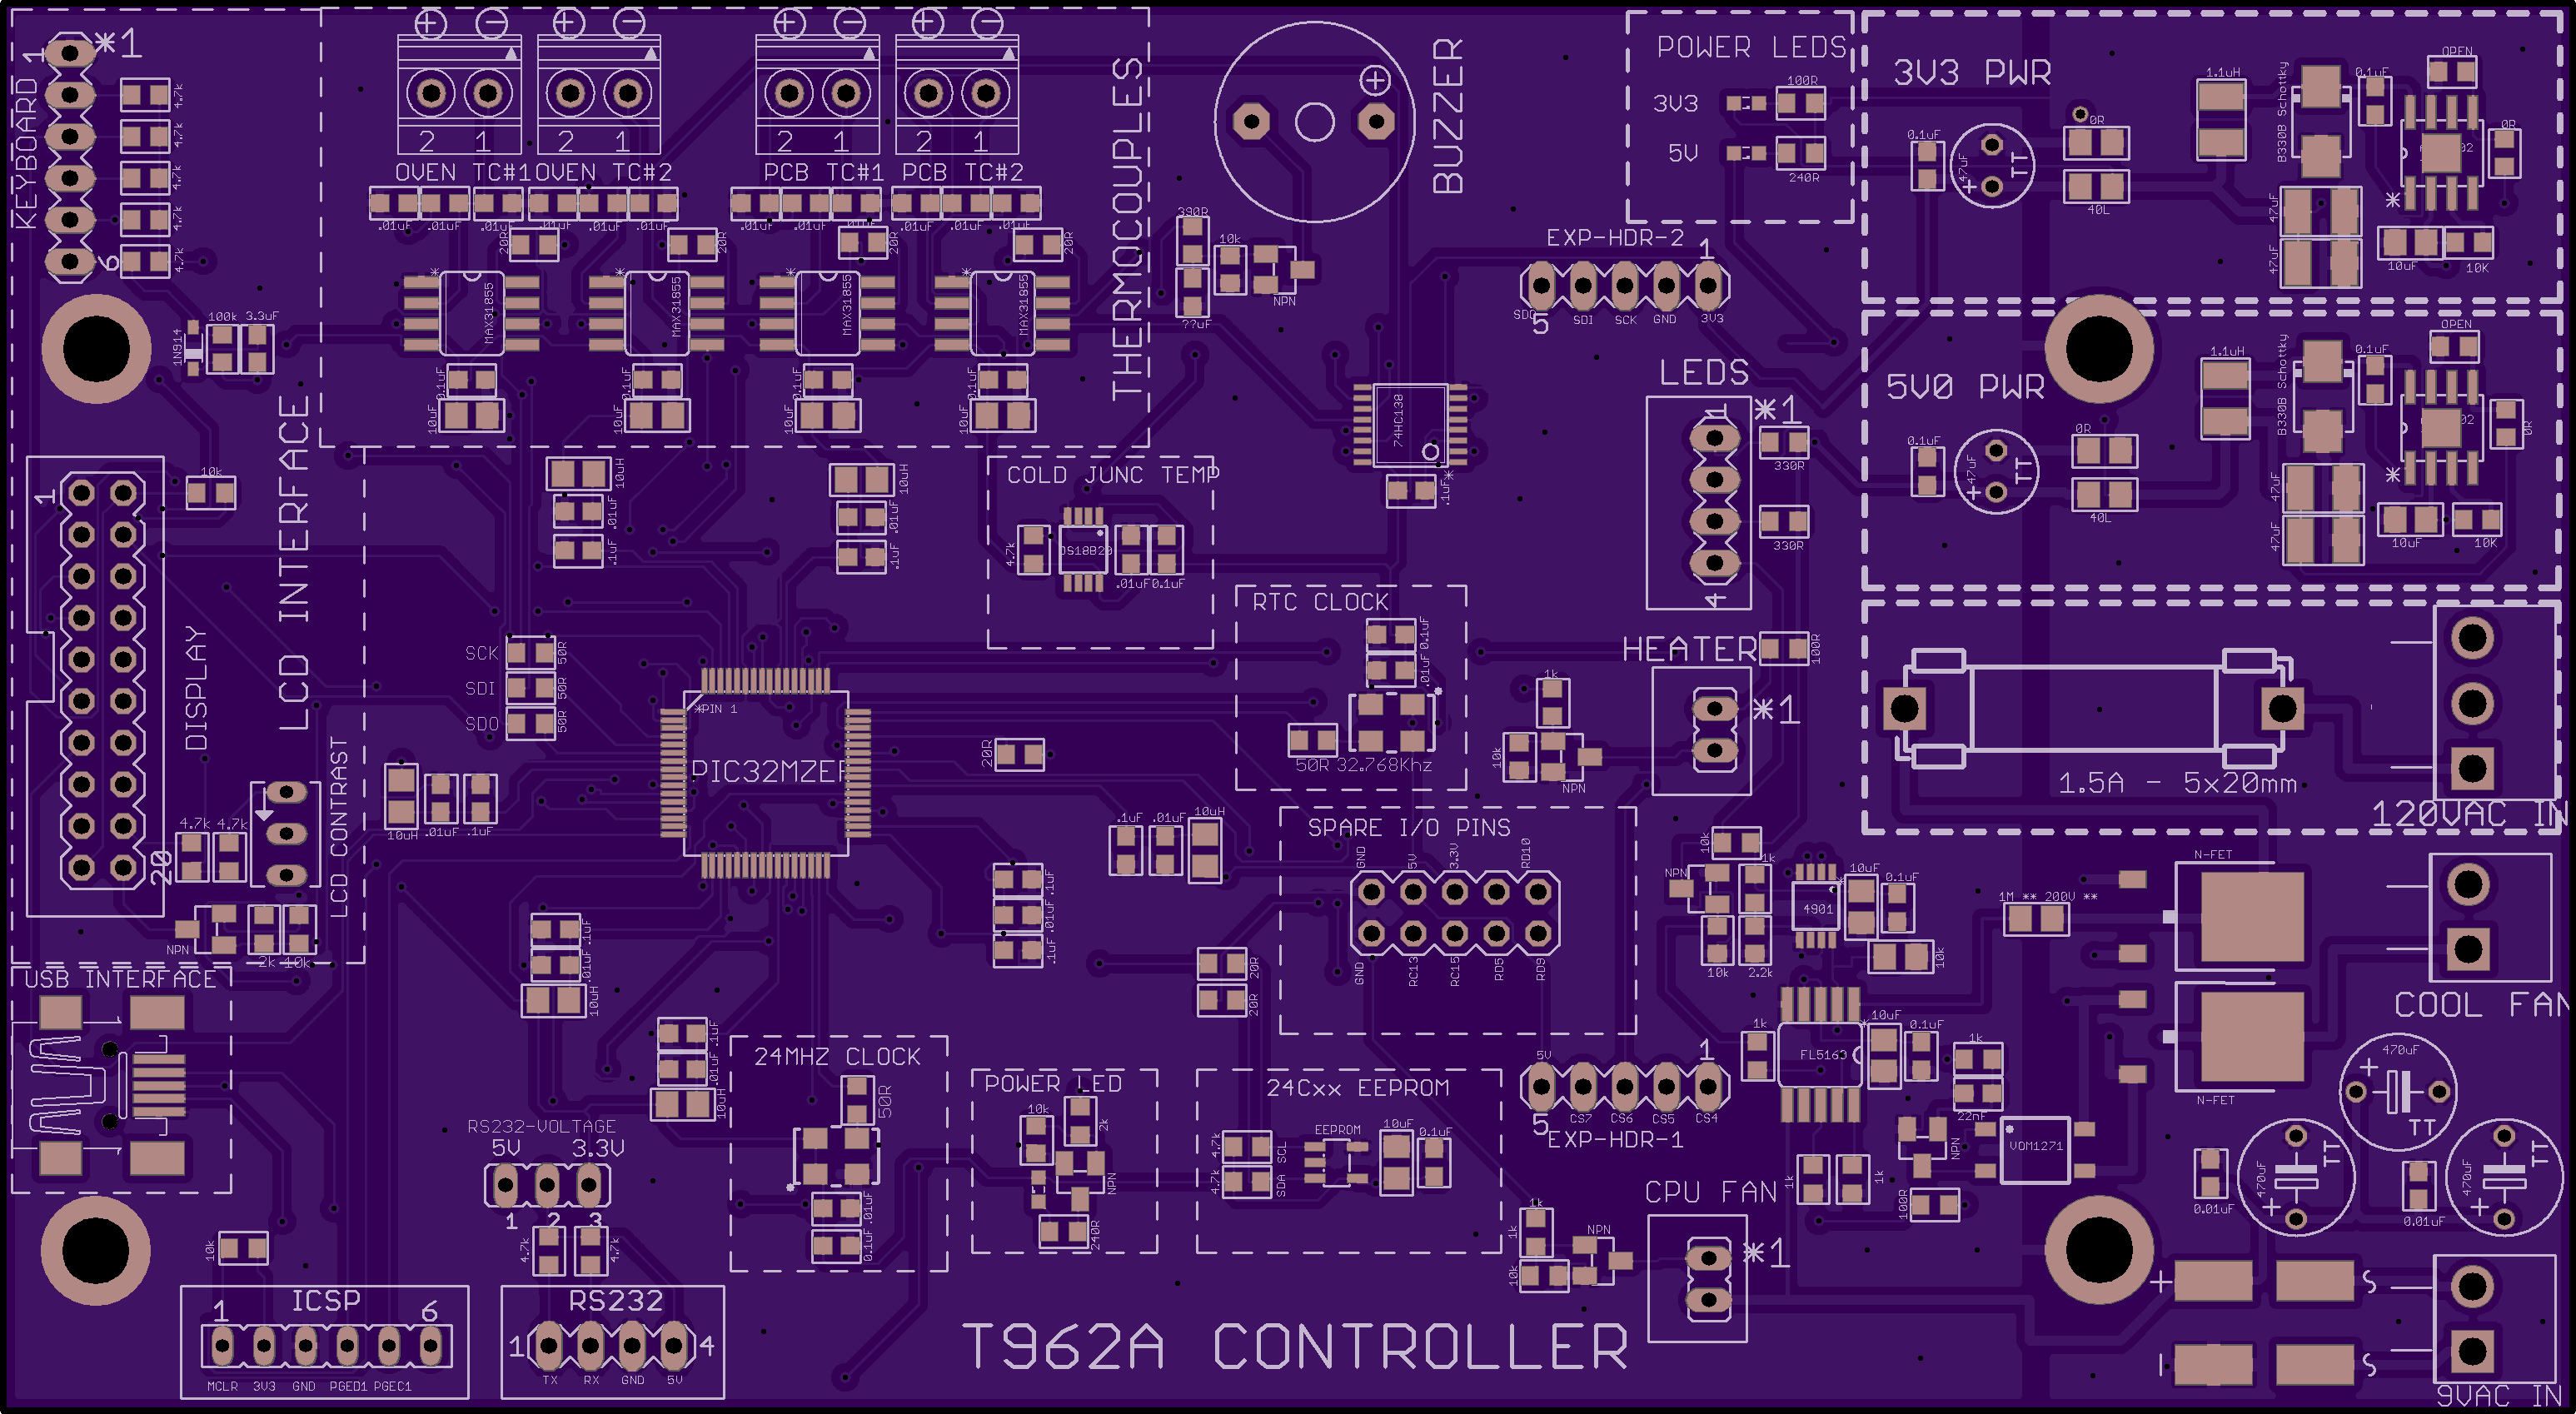 *1
1
KEYBOARD
6
4.7k
4.7k
4.7k
4.7k
4.7k
2 1
2 1
2 1
2 1
OVEN TC#1
OVEN TC#2
PCB TC#1
PCB TC#2
.01uF .01uF .01uF
.01uF .01uF .01uF
.01uF .01uF .01uF
.01uF .01uF .01uF
20R
20R
20R
20R
MAX31855
MAX31855
MAX31855
MAX31855
0.1uF
0.1uF
0.1uF
0.1uF
10uF
10uF
10uF
10uF
THERMOCOUPLES
BUZZER
390R
10k
NPN
??uF
POWER LEDS
3V3
100R
5V
240R
EXP-HDR-2
1
5
SDO SDI SCK GND 3V3
3V3 PWR
0.1uF
47uF
TT
0R
40L
1.1uH
B330B Schottky
0.1uF
OPEN
0R
47uF
47uF
10uF
10K
5V0 PWR
0.1uF
47uF
TT
0R
40L
1.1uH
B330B Schottky
0.1uF
OPEN
0R
47uF
47uF
10uF
10K
1N914
100k
3.3uF
LCD INTERFACE
1
10k
DISPLAY
20
4.7k 4.7k
LCD CONTRAST
NPN
2k 10k
10uH
.01uF
.1uF
10uH
.01uF
.1uF
COLD JUNC TEMP
4.7k
DS18B20
.01uF 0.1uF
74HC138
.1uF
LEDS
*1
1
4
330R
330R
RTC CLOCK
0.1uF
.01uF
50R
32.768Khz
HEATER
*1
100R
1k
10k
NPN
SCK
50R
SDI
50R
SDO
50R
PIN 1
20R
10uH .01uF .1uF
.1uF .01uF 10uH
1.5A - 5x20mm
120VAC IN
SPARE I/O PINS
GND 5V 3.3V RD10
GND RC13 RC15 RD5 RD9
.1uF
.01uF
.1uF
.1uF
.01uF
10uH
.1uF
.01uF
10uH
20R
20R
10k
NPN
1k
10k
2.2k
4901
10uF
0.1uF
10k
1M ** 200V **
N-FET
N-FET
COOL FAN
USB INTERFACE
24MHZ CLOCK
50R
.01uF
0.1uF
POWER LED
10k
2k
NPN
240R
24Cxx EEPROM
4.7k
SCL
4.7k
SDA
EEPROM
10uF
0.1uF
5V
1
5
CS7 CS6 CS5 CS4
EXP-HDR-1
1k
10uF
0.1uF
1k
22nF
NPN
VOM1271
1k
1k
100R
470uF
TT
470uF
TT
470uF
TT
0.01uF
0.01uF
RS232-VOLTAGE
5V 3.3V
1 2 3
4.7k
4.7k
CPU FAN
*1
1k
1k
10k
NPN
10k
ICSP
1 6
MCLR 3V3 GND PGED1 PGEC1
RS232
1 4
TX RX GND 5V
T962A CONTROLLER
9VAC IN